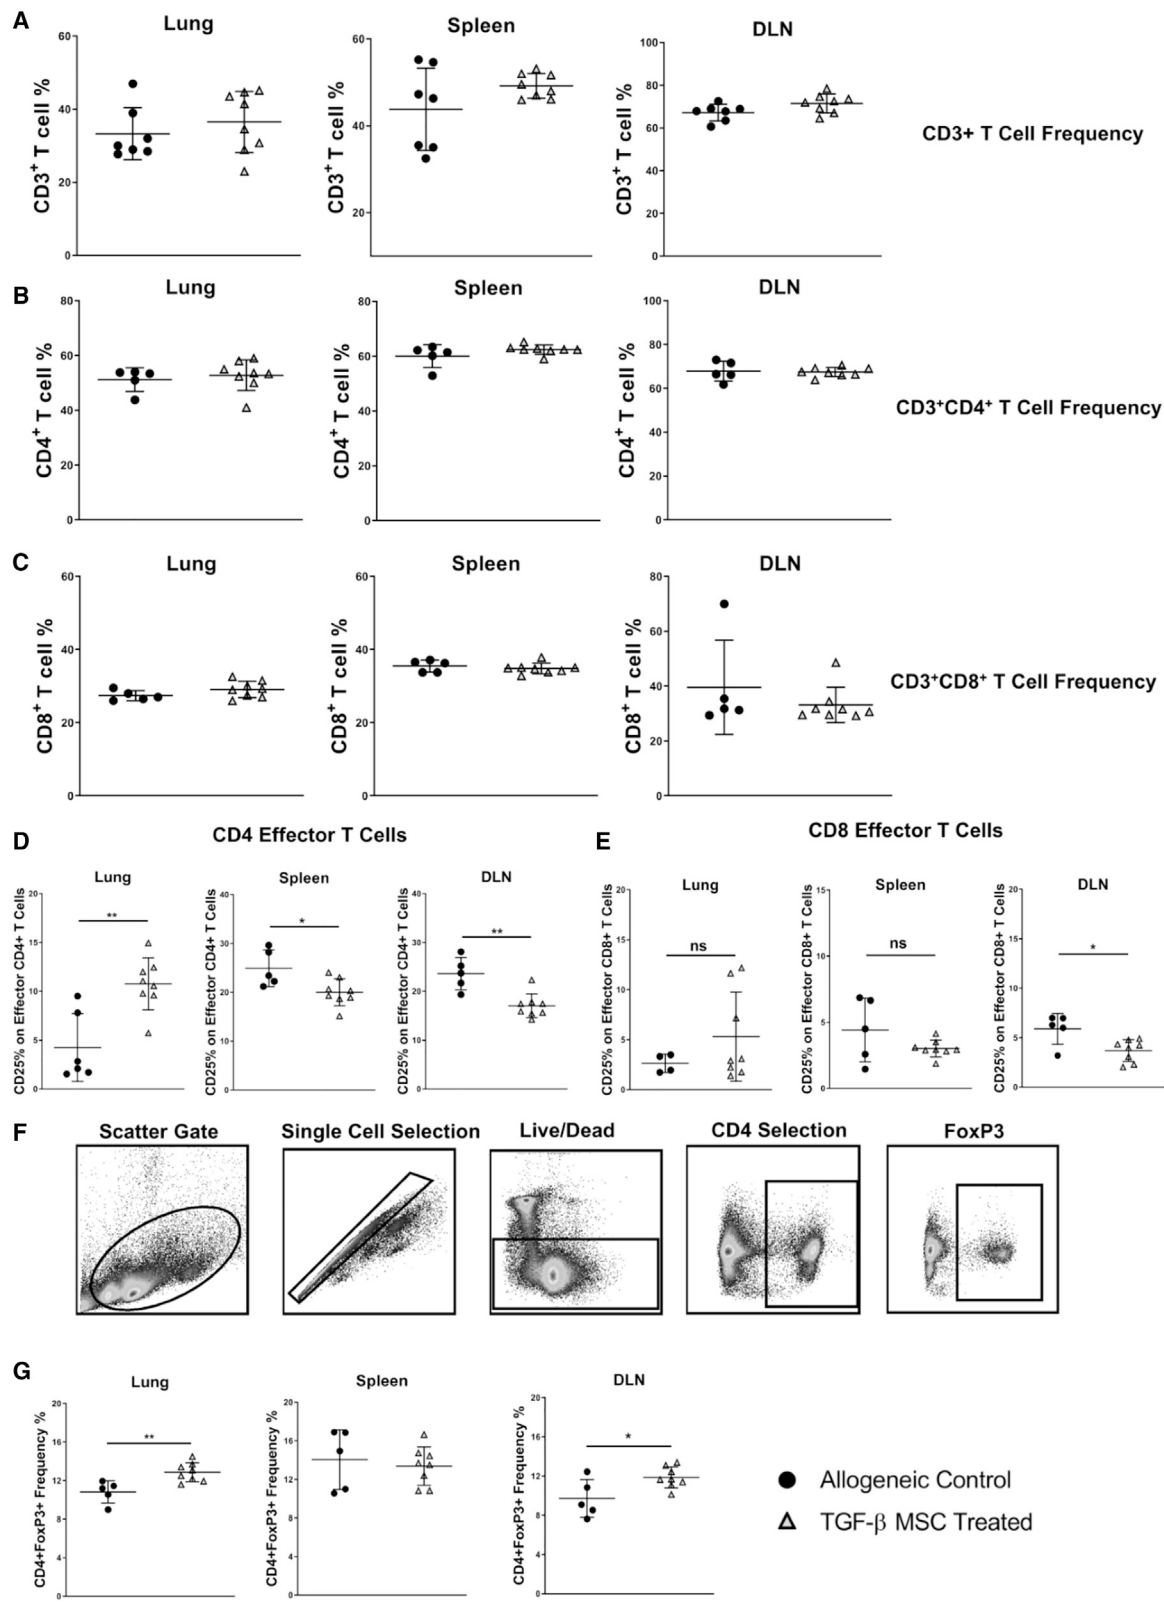 A
Lung
Spleen
DLN
CD3+ T cell %
60
40
20
0
CD3+ T cell %
60
40
20
CD3+ T cell %
100
80
60
40
20
0
CD3+ T Cell Frequency
B
Lung
Spleen
DLN
CD4+ T cell %
80
60
40
20
0
CD4+ T cell %
80
60
40
20
0
CD4+ T cell %
100
80
60
40
20
0
CD3+CD4+ T Cell Frequency
C
Lung
Spleen
DLN
CD8+ T cell %
60
40
20
0
CD8+ T cell %
60
40
20
0
CD8+ T cell %
80
60
40
20
0
CD3+CD8+ T Cell Frequency
D
CD4 Effector T Cells
Lung
Spleen
DLN
CD25% on Effector CD4+ T Cells
20
15
10
5
0
**
CD25% on Effector CD4+ T Cells
40
30
20
10
0
*
CD25% on Effector CD4+ T Cells
40
30
20
10
0
**
E
CD8 Effector T Cells
Lung
Spleen
DLN
CD25% on Effector CD8+ T Cells
20
15
10
5
0
ns
CD25% on Effector CD8+ T Cells
15
10
5
0
ns
CD25% on Effector CD8+ T Cells
20
15
10
5
0
*
F
Scatter Gate
Single Cell Selection
Live/Dead
CD4 Selection
FoxP3
G
Lung
Spleen
DLN
CD4+FoxP3+ Frequency %
20
16
12
8
4
0
**
CD4+FoxP3+ Frequency %
20
16
12
8
4
0
CD4+FoxP3+ Frequency %
20
16
12
8
4
0
*
Allogeneic Control
TGF-β MSC Treated